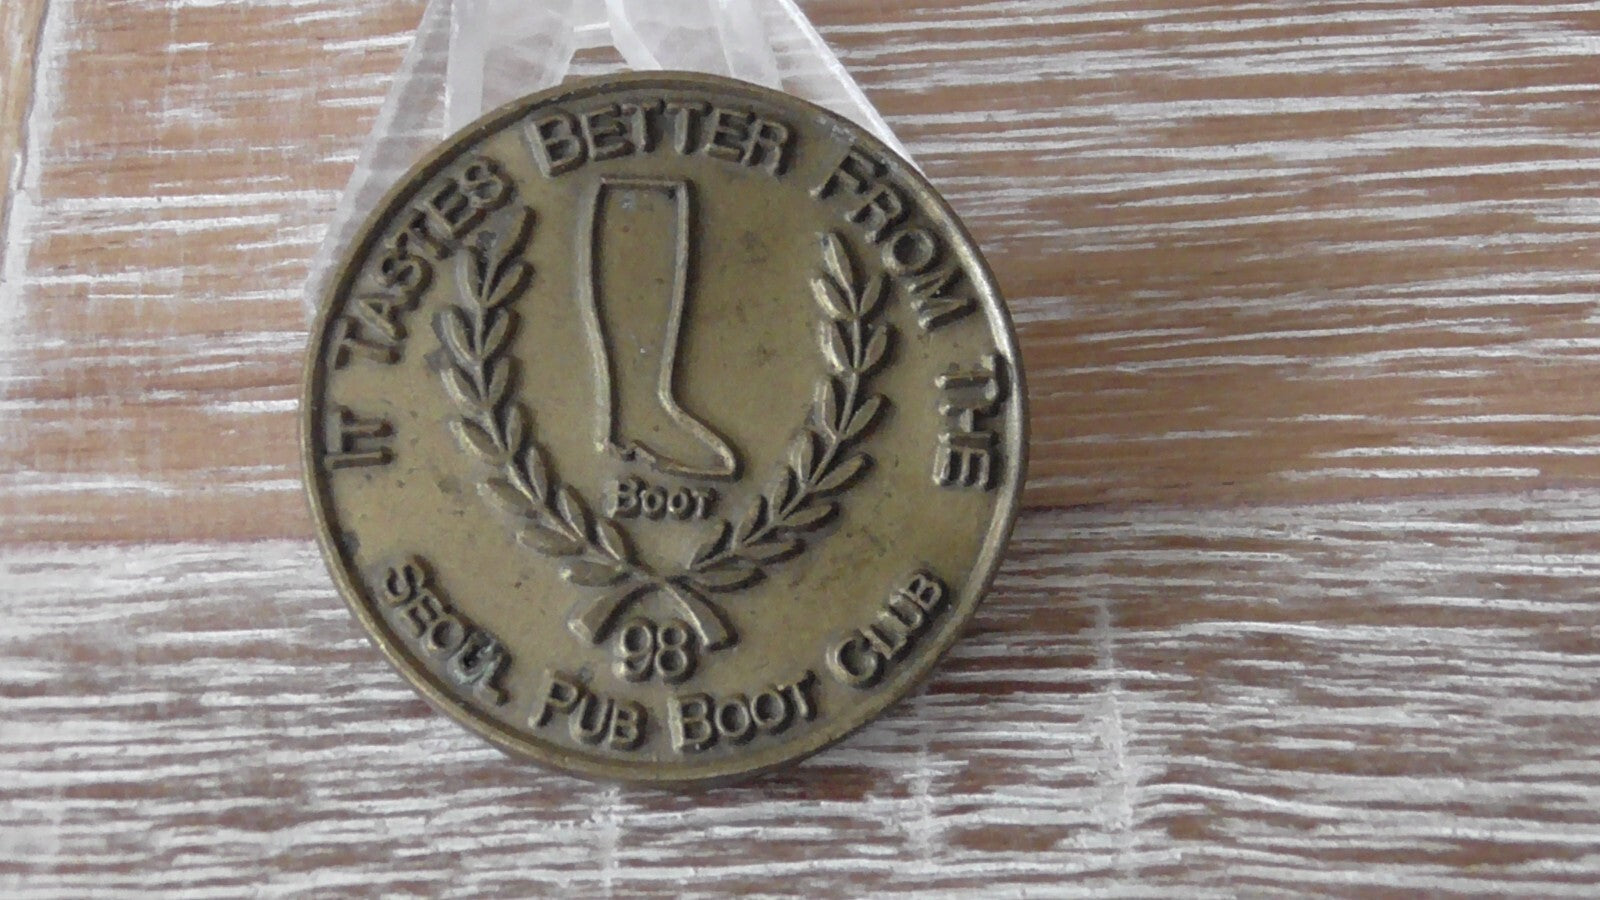 IT TASTES BETTER FROM THE
BOOT
98
SEOUL PUB BOOT CLUB